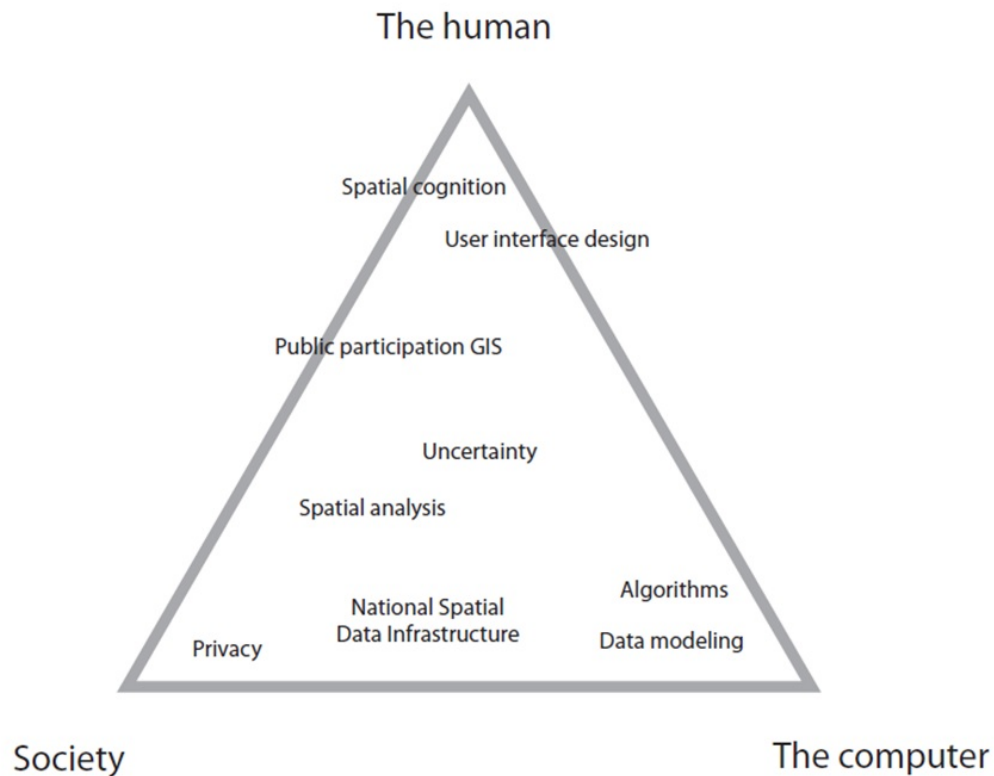 The human
Spatial cognition
User interface design
Public participation GIS
Uncertainty
Spatial analysis
Algorithms
National Spatial
Data Infrastructure
Data modeling
Privacy
Society
The computer